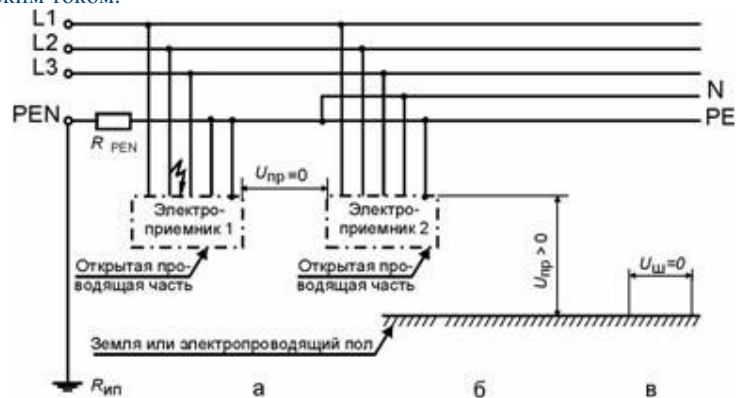 ским током.
L1
L2
L3
N
PEN
PE
R PEN
Uпр=0
Электро-
приемник 1
Электро-
приемник 2
Uпр > 0
Uш=0
Открытая про-
водящая часть
Открытая про-
водящая часть
Земля или электропроводящий пол
Rип
а
б
в